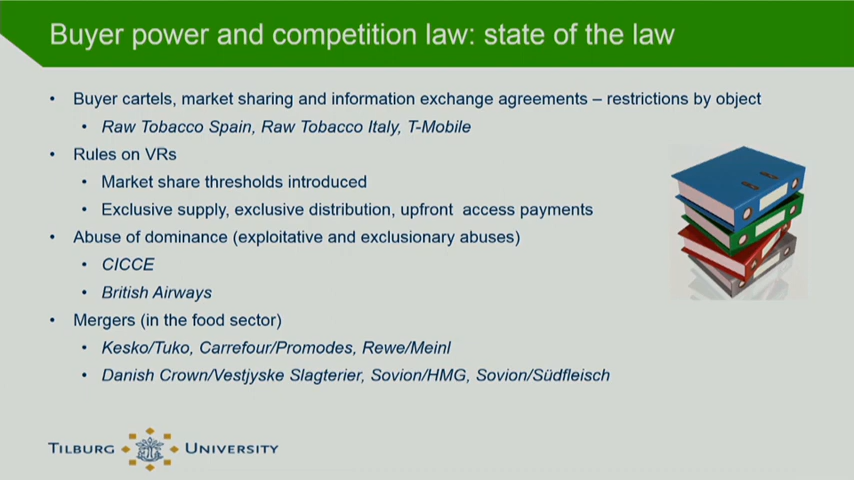 Buyer power and competition law: state of the law
• Buyer cartels, market sharing and information exchange agreements – restrictions by object
• Raw Tobacco Spain, Raw Tobacco Italy, T-Mobile
• Rules on VRs
• Market share thresholds introduced
• Exclusive supply, exclusive distribution, upfront access payments
• Abuse of dominance (exploitative and exclusionary abuses)
• CICCE
• British Airways
• Mergers (in the food sector)
• Kesko/Tuko, Carrefour/Promodes, Rewe/Meinl
• Danish Crown/Vestjyske Slagterier, Sovion/HMG, Sovion/Südfleisch
TILBURG UNIVERSITY